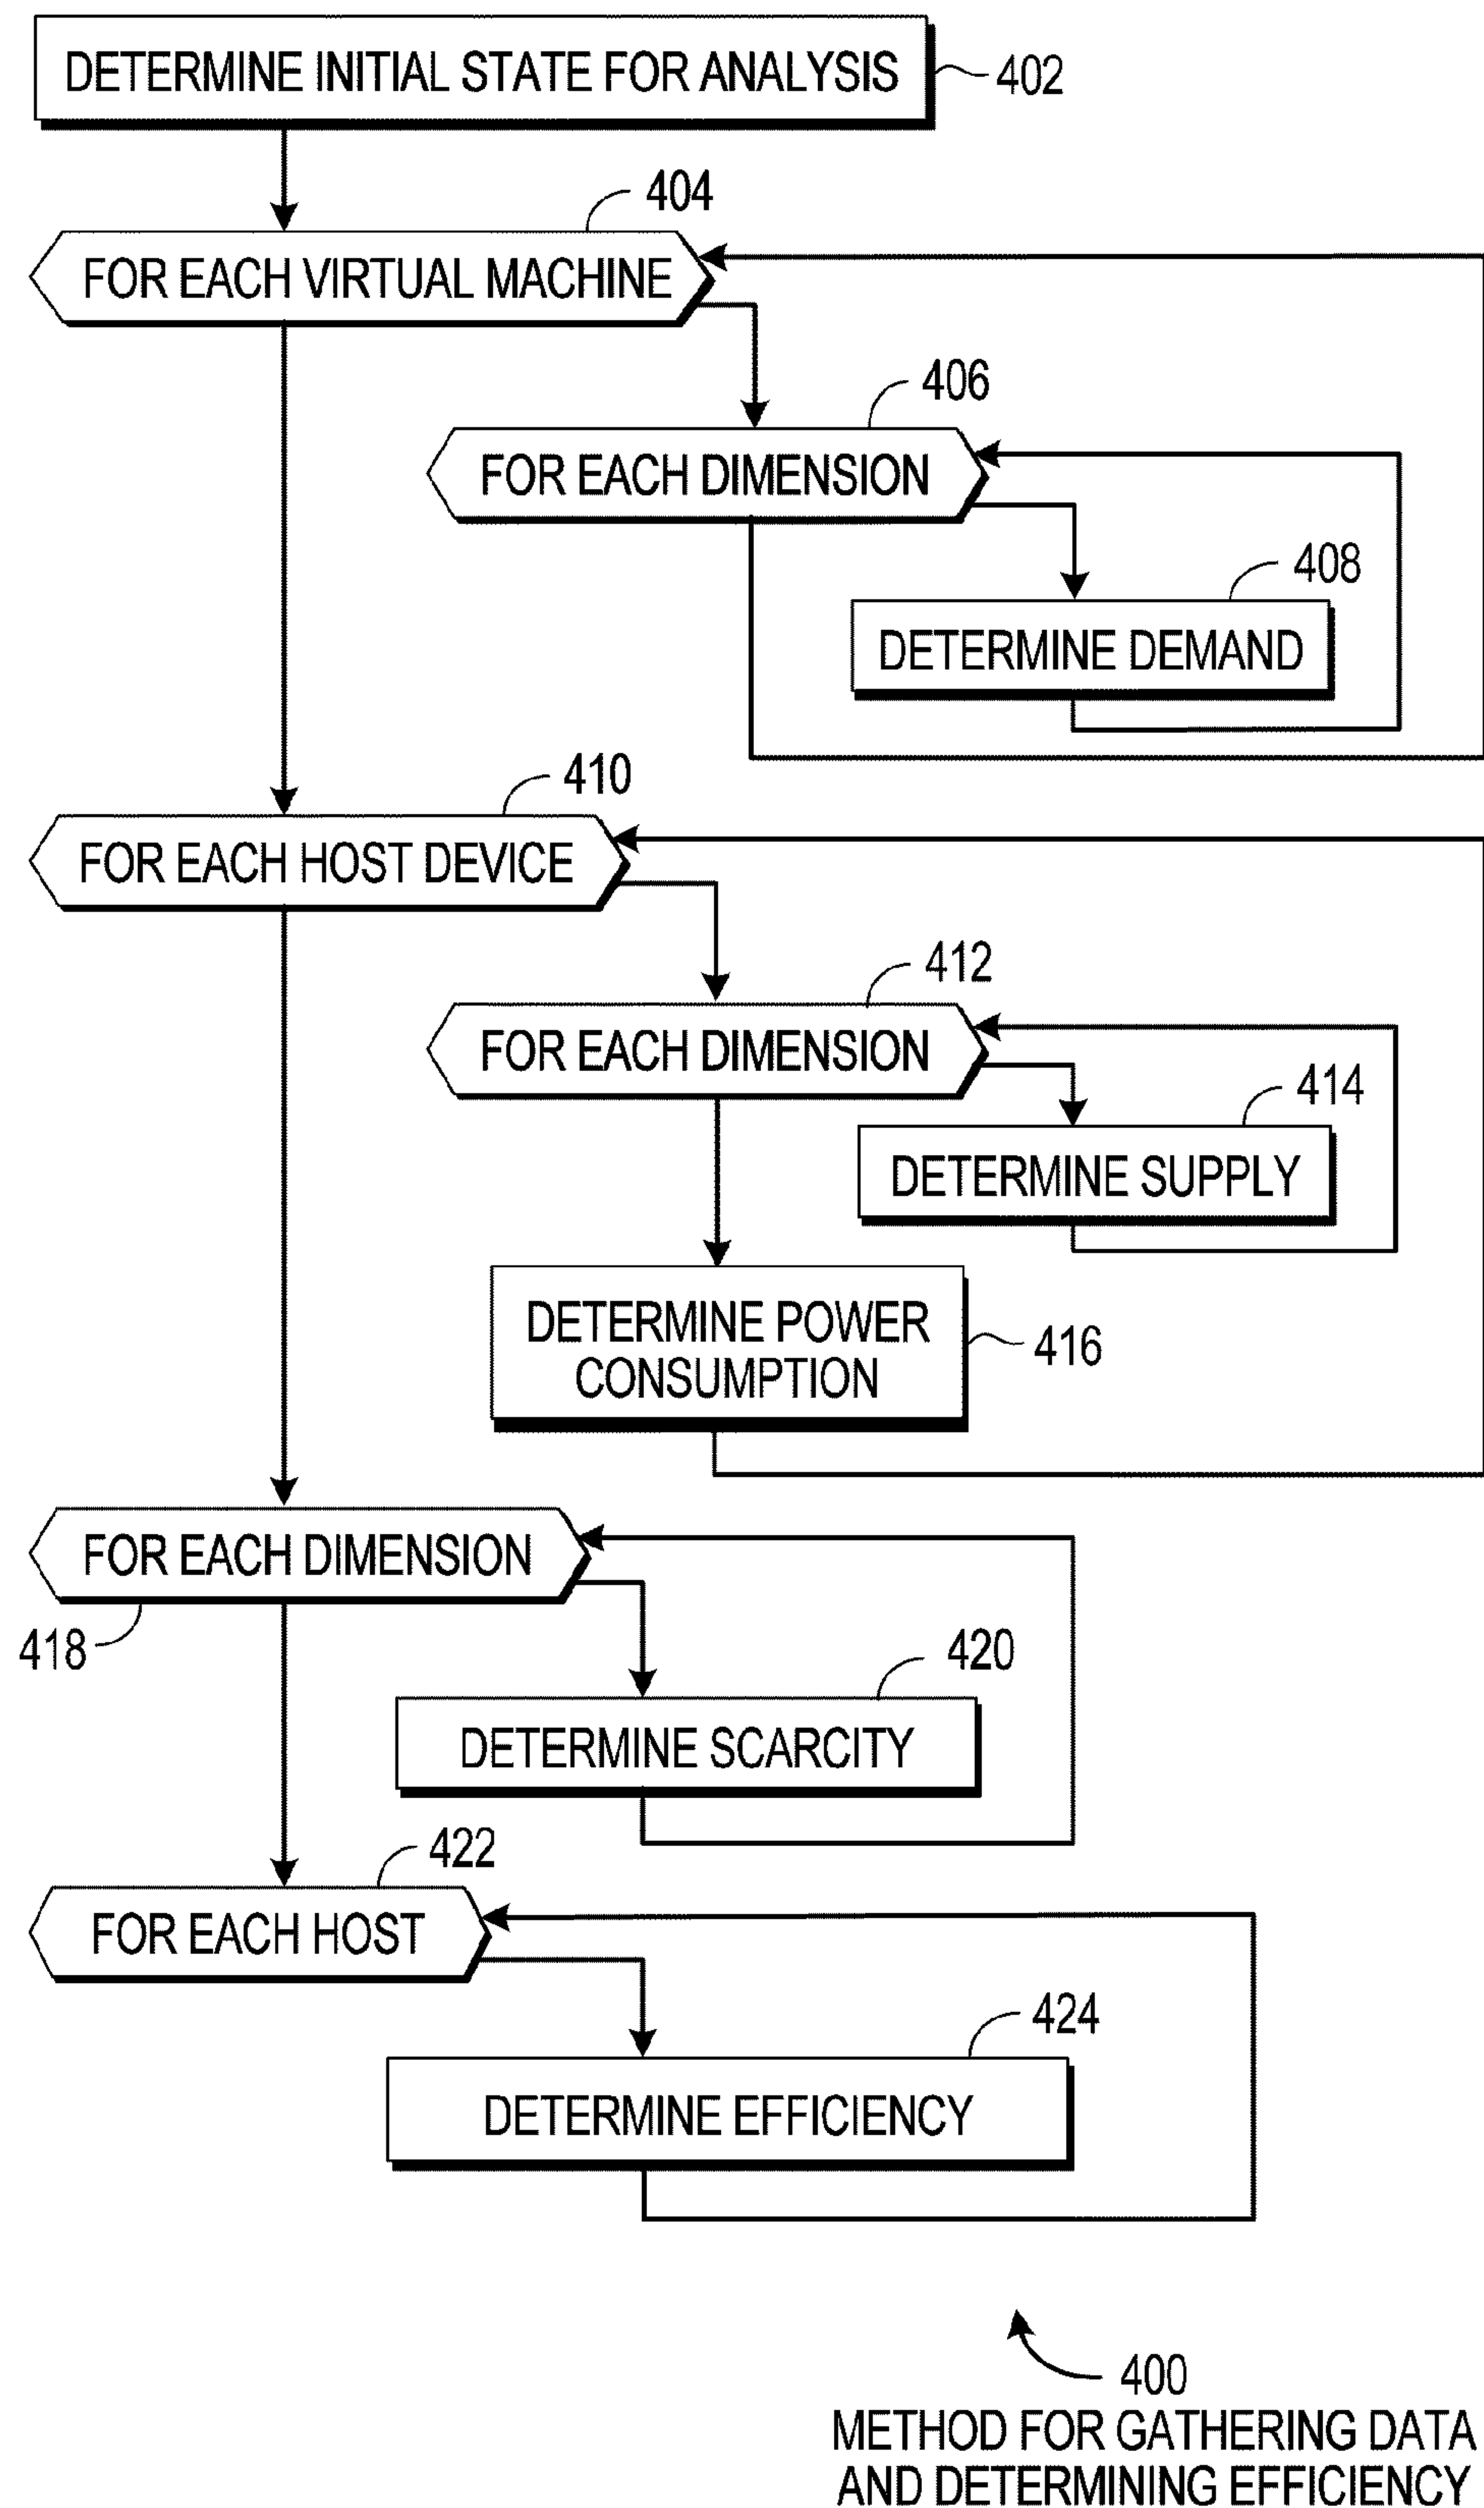 DETERMINE INITIAL STATE FOR ANALYSIS
402
404
FOR EACH VIRTUAL MACHINE
406
FOR EACH DIMENSION
408
DETERMINE DEMAND
410
FOR EACH HOST DEVICE
412
FOR EACH DIMENSION
414
DETERMINE SUPPLY
DETERMINE POWER
CONSUMPTION
416
FOR EACH DIMENSION
418
420
DETERMINE SCARCITY
422
FOR EACH HOST
424
DETERMINE EFFICIENCY
400
METHOD FOR GATHERING DATA
AND DETERMINING EFFICIENCY